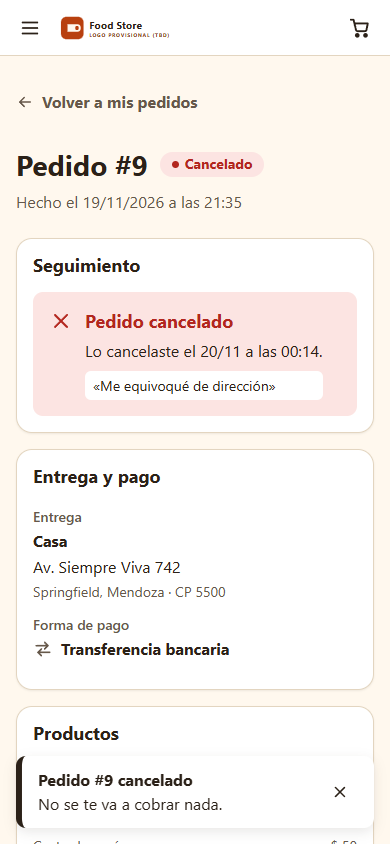 Food Store
LOGO PROVISIONAL (TBD)
Volver a mis pedidos
Pedido #9
Cancelado
Hecho el 19/11/2026 a las 21:35
Seguimiento
Pedido cancelado
Lo cancelaste el 20/11 a las 00:14.
«Me equivoqué de dirección»
Entrega y pago
Entrega
Casa
Av. Siempre Viva 742
Springfield, Mendoza · CP 5500
Forma de pago
Transferencia bancaria
Productos
Pedido #9 cancelado
No se te va a cobrar nada.